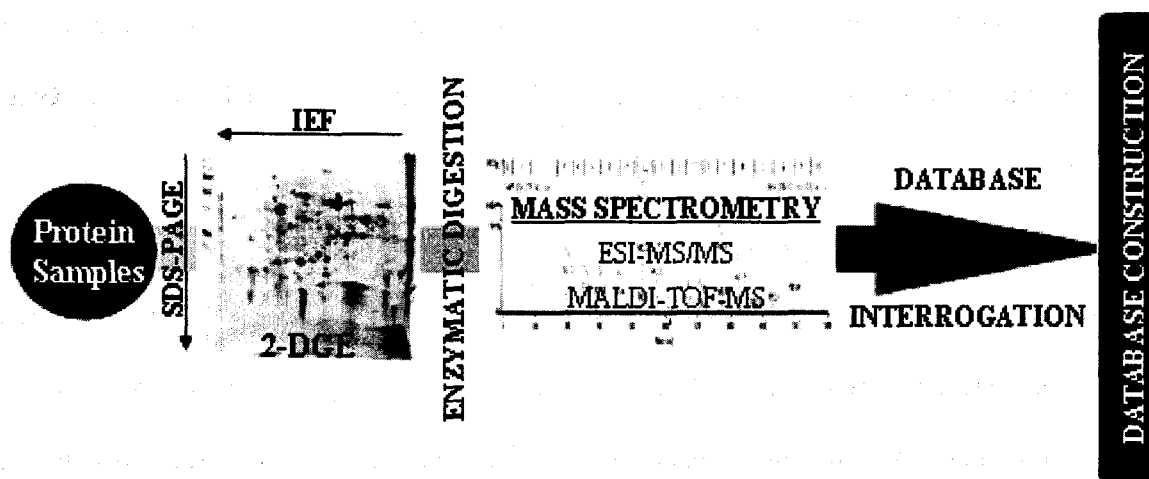 Protein
Samples
SDS-PAGE
IEF
2-DGE
ENZYMATIC DIGESTION
MASS SPECTROMETRY
ESI-MS/MS
MALDI-TOF-MS
DATABASE
INTERROGATION
DATABASE CONSTRUCTION